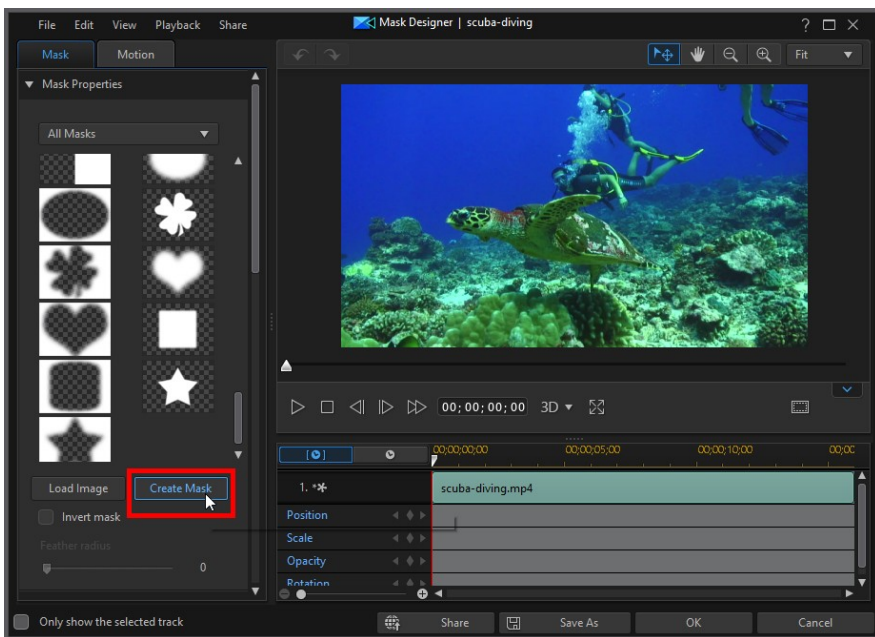 File Edit View Playback Share Mask Designer | scuba-diving ?
Mask Motion Fit
Mask Properties
All Masks
00;00;00;00 3D
00;00;00;00 00;00;05;00 00;00;10;00 00;00
1. scuba-diving.mp4
Load Image Create Mask
Invert mask
Feather radius
0
Position
Scale
Opacity
Rotation
Only show the selected track Share Save As OK Cancel